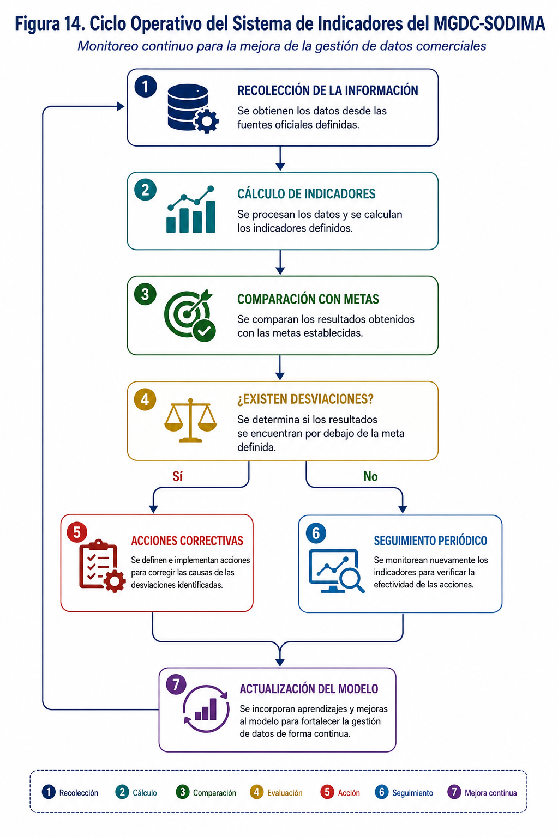 Figura 14. Ciclo Operativo del Sistema de Indicadores del MGDC-SODIMA
Monitoreo continuo para la mejora de la gestión de datos comerciales
1
RECOLECCIÓN DE LA INFORMACIÓN
Se obtienen los datos desde las
fuentes oficiales definidas.
2
CÁLCULO DE INDICADORES
Se procesan los datos y se calculan
los indicadores definidos.
3
COMPARACIÓN CON METAS
Se comparan los resultados obtenidos
con las metas establecidas.
4
¿EXISTEN DESVIACIONES?
Se determina si los resultados
se encuentran por debajo de la meta
definida.
Sí
No
5
ACCIONES CORRECTIVAS
Se definen e implementan acciones
para corregir las causas de las
desviaciones identificadas.
6
SEGUIMIENTO PERIÓDICO
Se monitorean nuevamente los
indicadores para verificar la
efectividad de las acciones.
7
ACTUALIZACIÓN DEL MODELO
Se incorporan aprendizajes y mejoras
al modelo para fortalecer la gestión
de datos de forma continua.
1 Recolección 2 Cálculo 3 Comparación 4 Evaluación 5 Acción 6 Seguimiento 7 Mejora continua